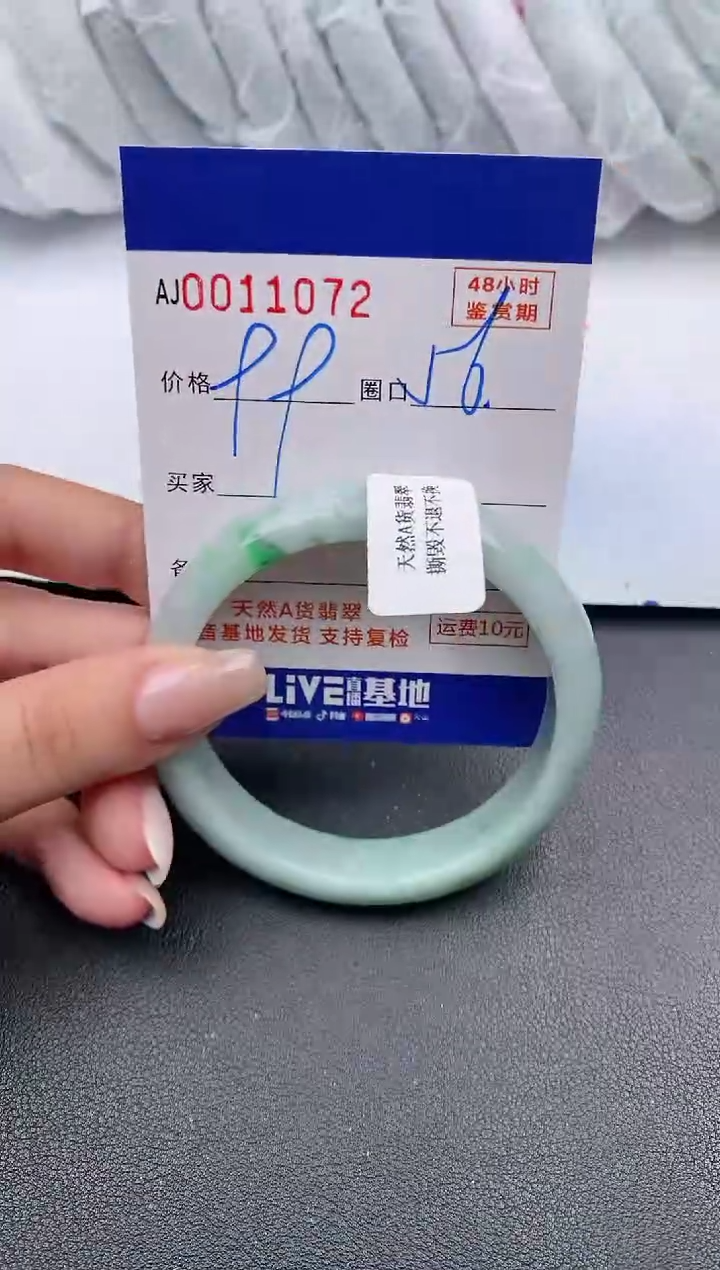 AJ0011072
48小时
鉴赏期
价格 99 圈口 56.
买家
天然A货翡翠
撕毁不退不换
天然A货翡翠
基地发货 支持复检
运费10元
LiVE直播基地